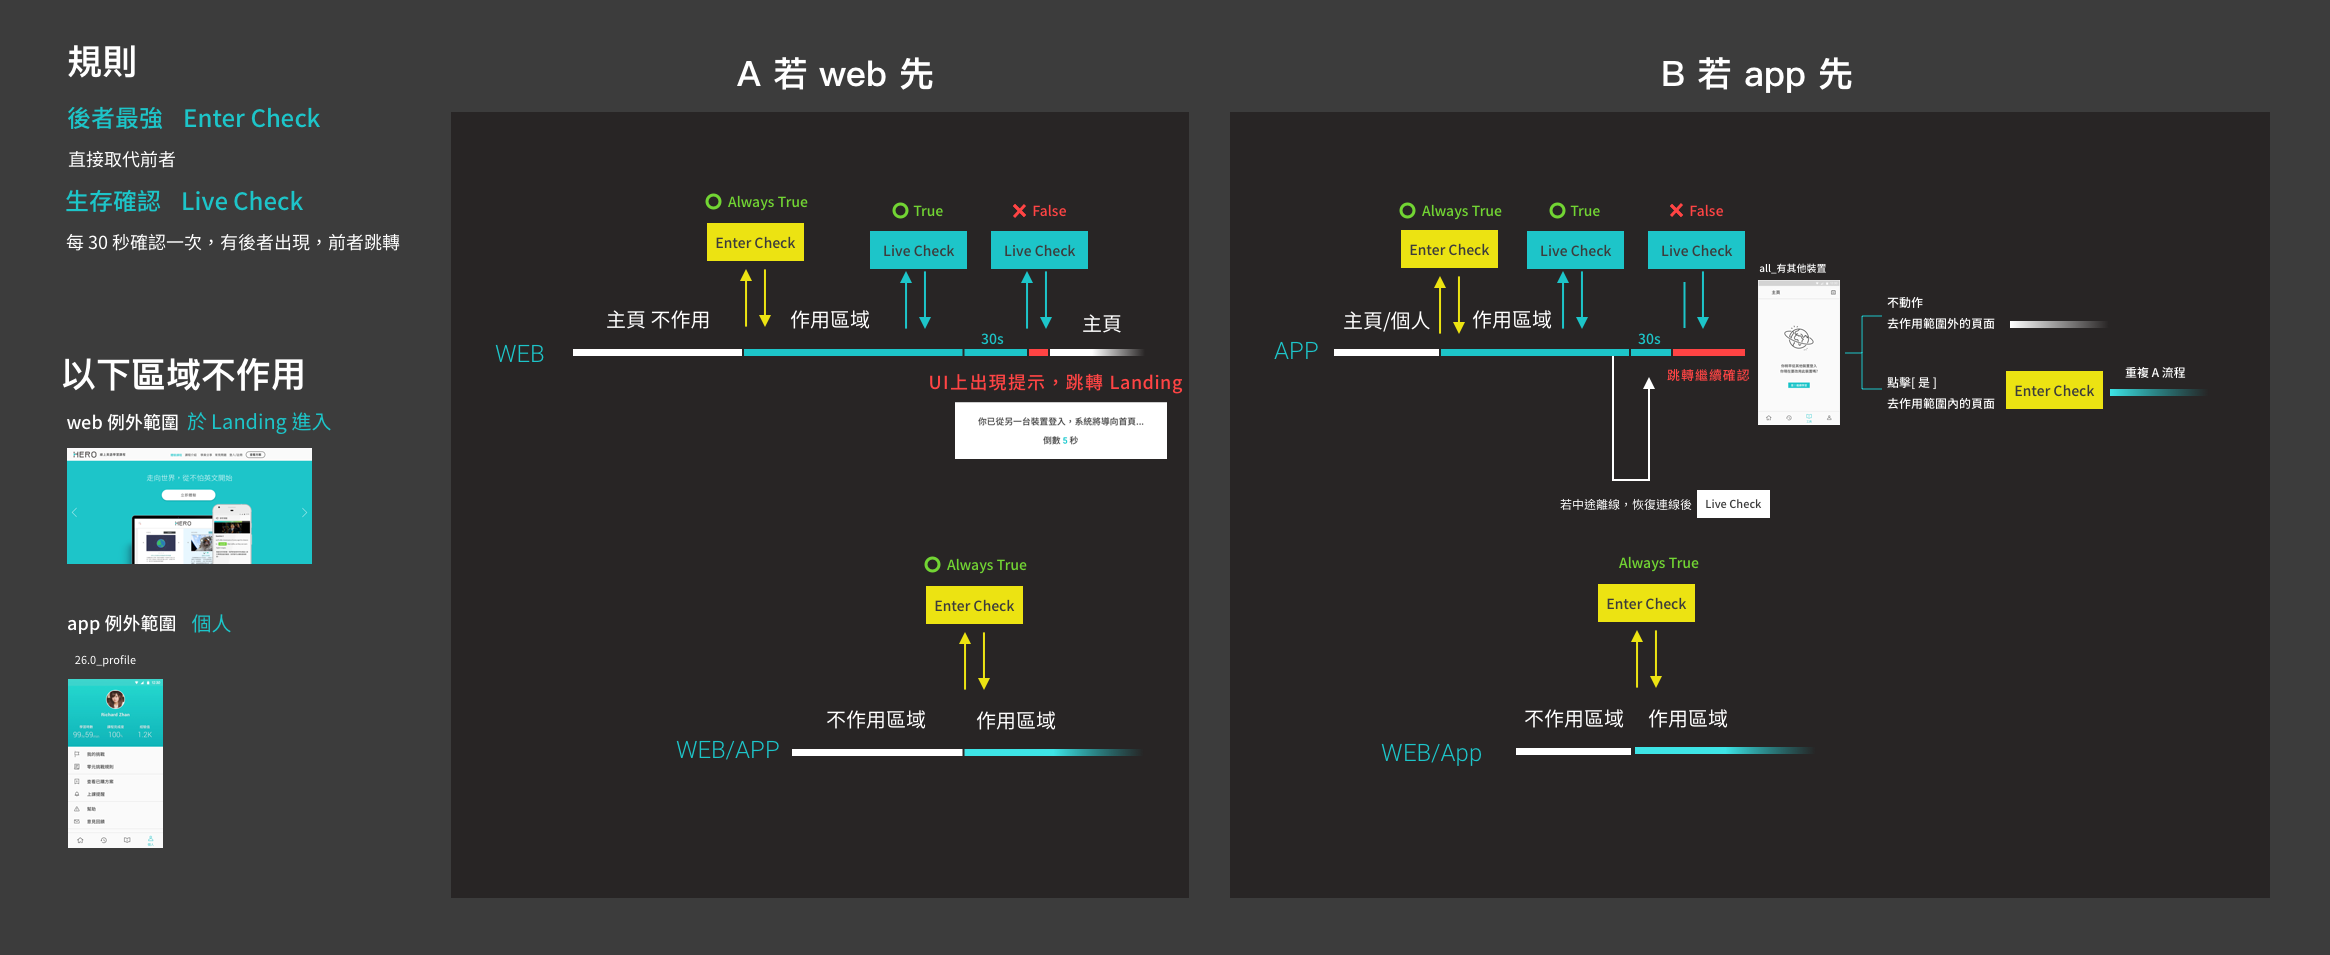 規則
後者最強 Enter Check
直接取代前者
生存確認 Live Check
每 30 秒確認一次，有後者出現，前者跳轉
以下區域不作用
web 例外範圍 於 Landing 進入
HERO
走向世界，從不怕英文開始
HERO
app 例外範圍 個人
26.0_profile
Richard Zhao
100
1.2K
A 若 web 先
Always True
True
False
Enter Check
Live Check
Live Check
主頁 不作用
作用區域
主頁
30s
WEB
UI上出現提示，跳轉 Landing
你已從另一台裝置登入，系統將導向首頁...
倒數 5 秒
Always True
Enter Check
不作用區域
作用區域
WEB/APP
B 若 app 先
Always True
True
False
Enter Check
Live Check
Live Check
主頁/個人
作用區域
30s
APP
跳轉繼續確認
all_有其他裝置
主頁
不動作
去作用範圍外的頁面
點擊[ 是 ]
去作用範圍內的頁面
Enter Check
重複 A 流程
若中途離線，恢復連線後
Live Check
Always True
Enter Check
不作用區域
作用區域
WEB/App